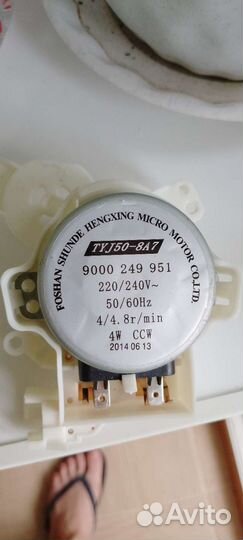 FOSHAN SHUNDE HENGXING MICRO MOTOR CO.,LTD.
TYJ50-8A7
9000 249 951
220/240V~
50/60Hz
4/4.8r/min
4W CCW
2014 06 13
Avito